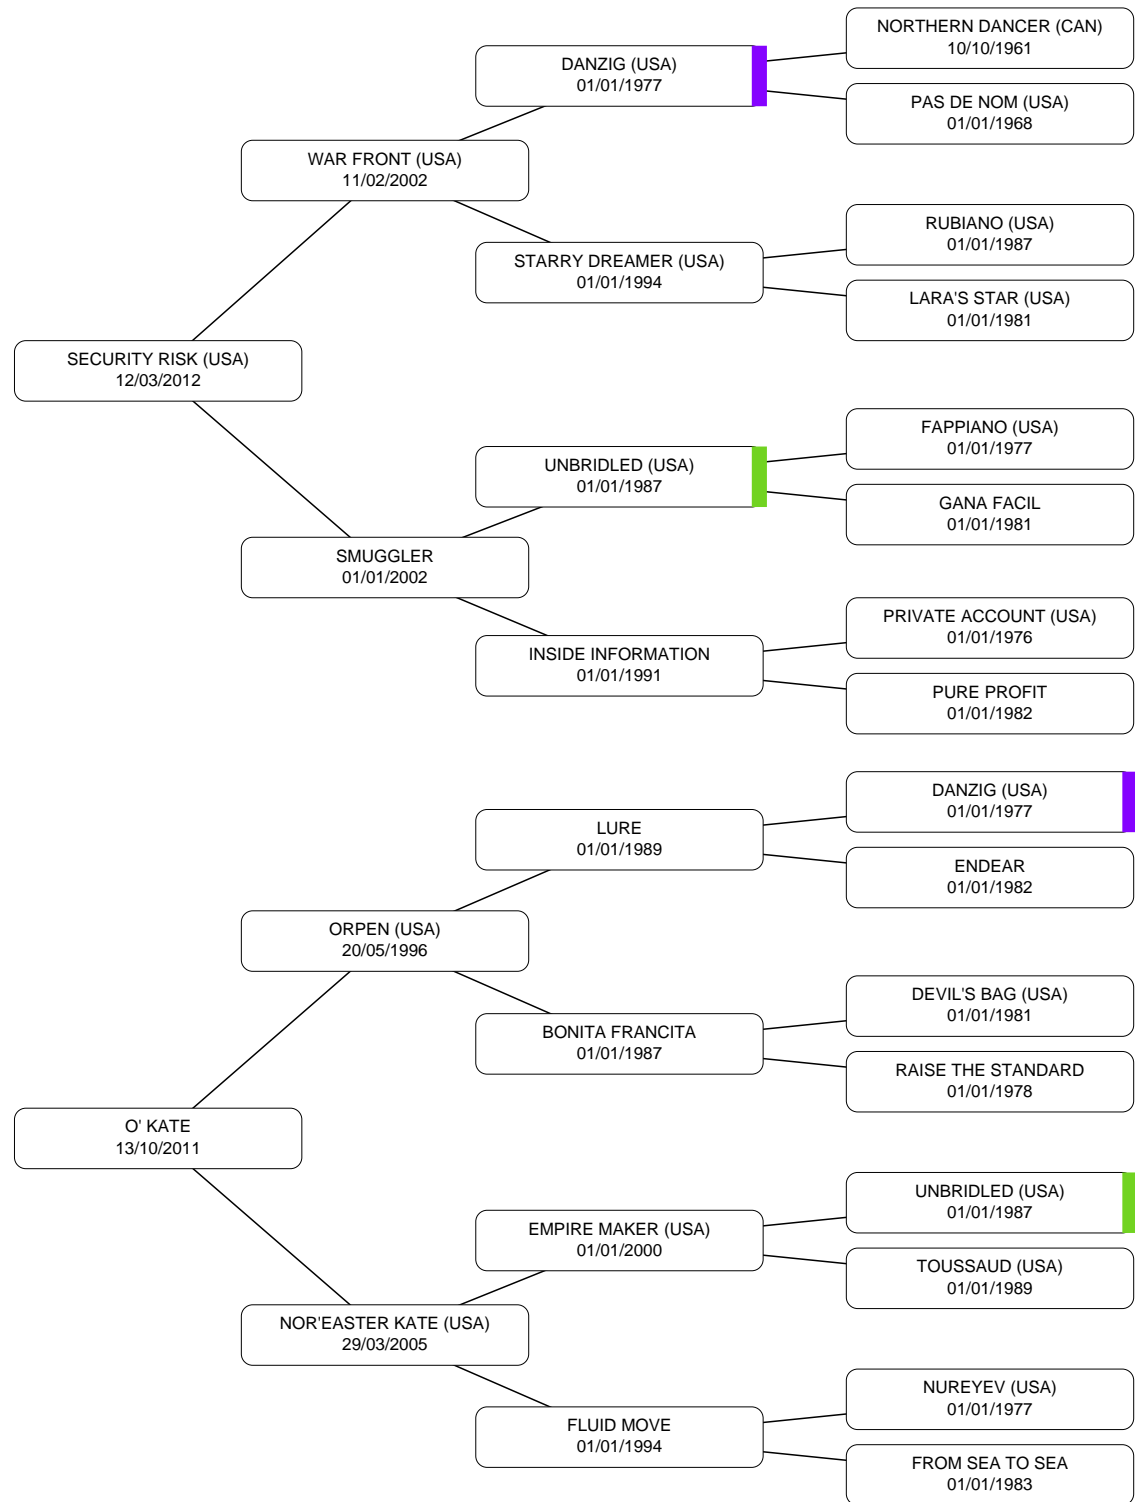 NORTHERN DANCER (CAN)
10/10/1961
DANZIG (USA)
01/01/1977
PAS DE NOM (USA)
01/01/1968
WAR FRONT (USA)
11/02/2002
RUBIANO (USA)
01/01/1987
STARRY DREAMER (USA)
01/01/1994
LARA'S STAR (USA)
01/01/1981
SECURITY RISK (USA)
12/03/2012
FAPPIANO (USA)
01/01/1977
UNBRIDLED (USA)
01/01/1987
GANA FACIL
01/01/1981
SMUGGLER
01/01/2002
PRIVATE ACCOUNT (USA)
01/01/1976
INSIDE INFORMATION
01/01/1991
PURE PROFIT
01/01/1982
DANZIG (USA)
01/01/1977
LURE
01/01/1989
ENDEAR
01/01/1982
ORPEN (USA)
20/05/1996
DEVIL'S BAG (USA)
01/01/1981
BONITA FRANCITA
01/01/1987
RAISE THE STANDARD
01/01/1978
O' KATE
13/10/2011
UNBRIDLED (USA)
01/01/1987
EMPIRE MAKER (USA)
01/01/2000
TOUSSAUD (USA)
01/01/1989
NOR'EASTER KATE (USA)
29/03/2005
NUREYEV (USA)
01/01/1977
FLUID MOVE
01/01/1994
FROM SEA TO SEA
01/01/1983